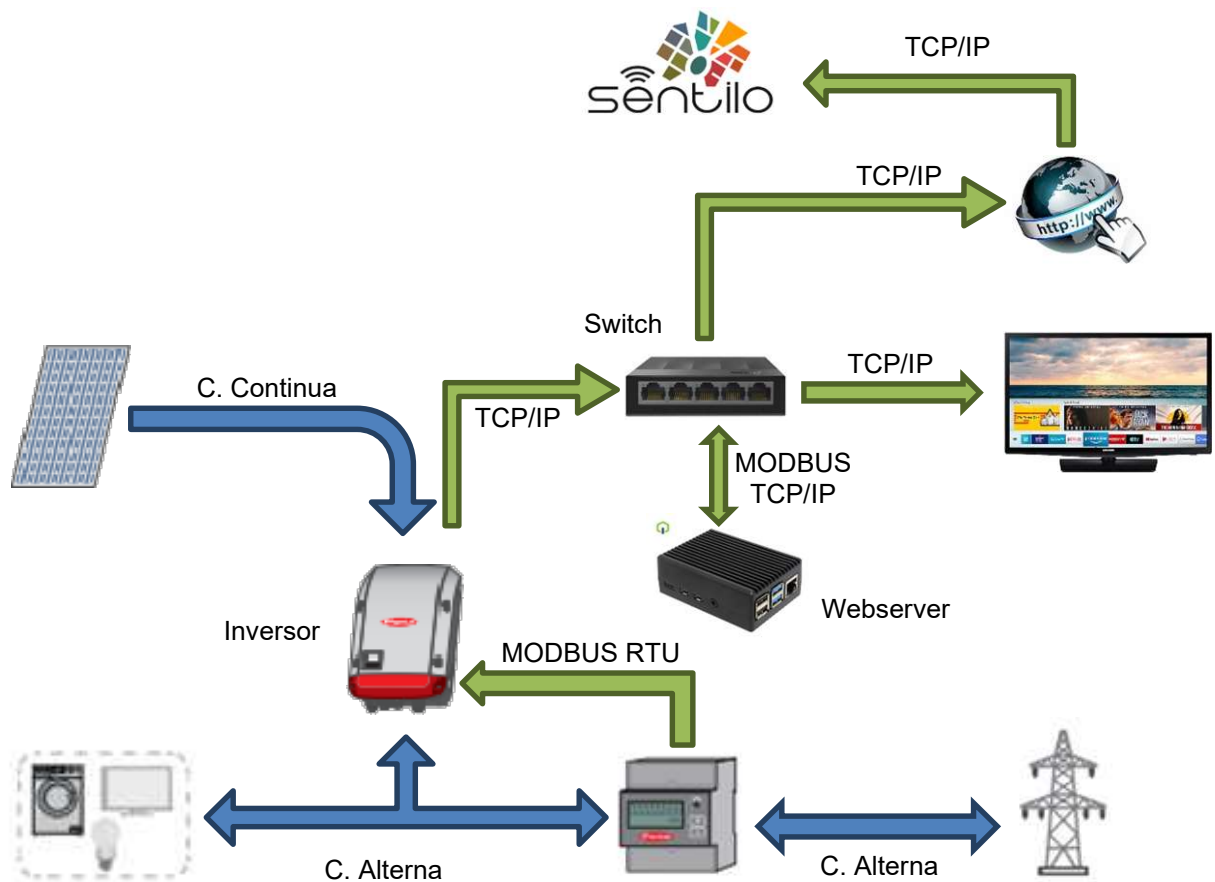 TCP/IP
sentilo
TCP/IP
http://www.
Switch
TCP/IP
C. Continua
TCP/IP
MODBUS
TCP/IP
Webserver
Inversor
MODBUS RTU
C. Alterna
C. Alterna